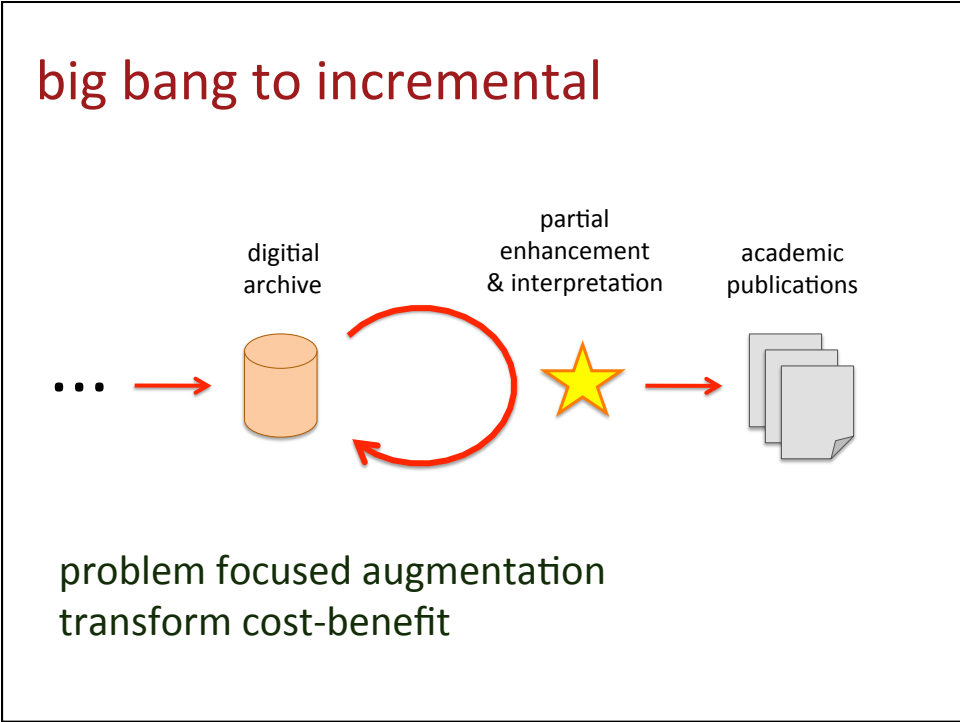 big bang to incremental
digitial
archive
partial
enhancement
& interpretation
academic
publications
...
problem focused augmentation
transform cost-benefit